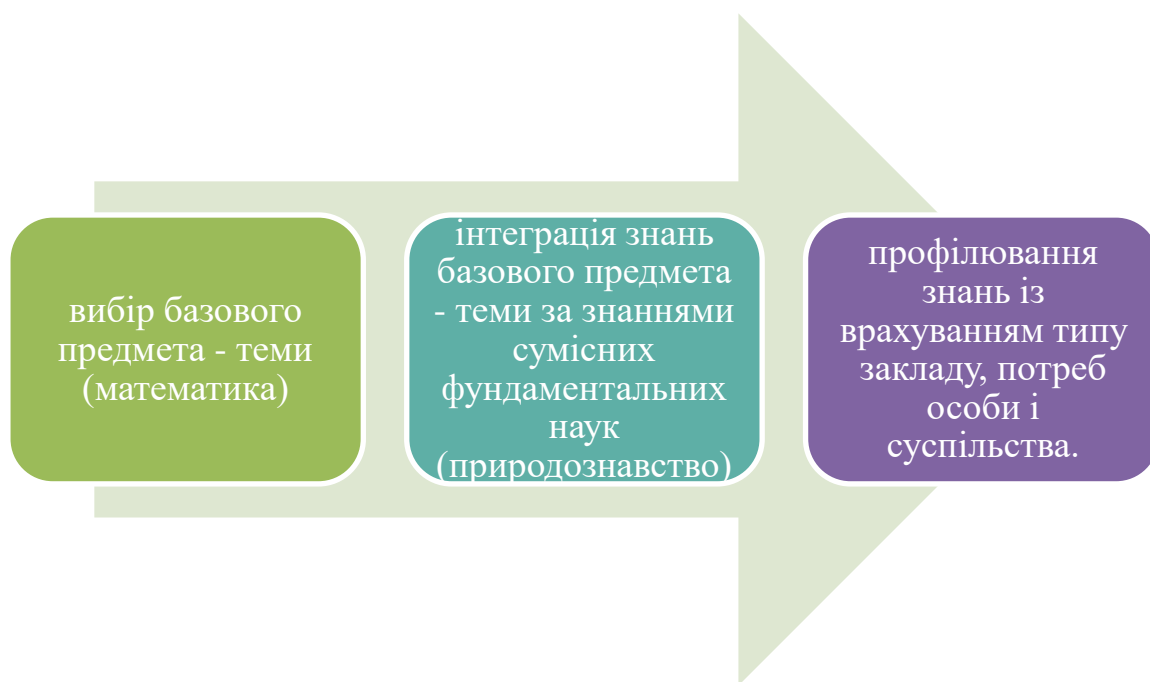 вибір базового
предмета - теми
(математика)
інтеграція знань
базового предмета
- теми за знаннями
сумісних
фундаментальних
наук
(природознавство)
профілювання
знань із
врахуванням типу
закладу, потреб
особи і
суспільства.